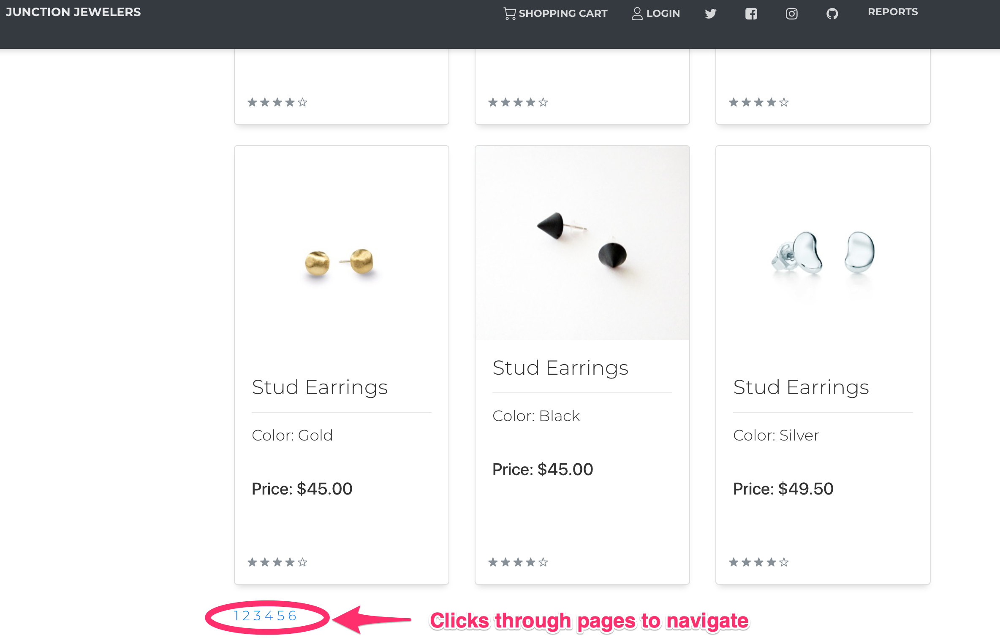 JUNCTION JEWELERS
SHOPPING CART
LOGIN
REPORTS
Stud Earrings
Color: Gold
Price: $45.00
Stud Earrings
Color: Black
Price: $45.00
Stud Earrings
Color: Silver
Price: $49.50
1 2 3 4 5 6
Clicks through pages to navigate